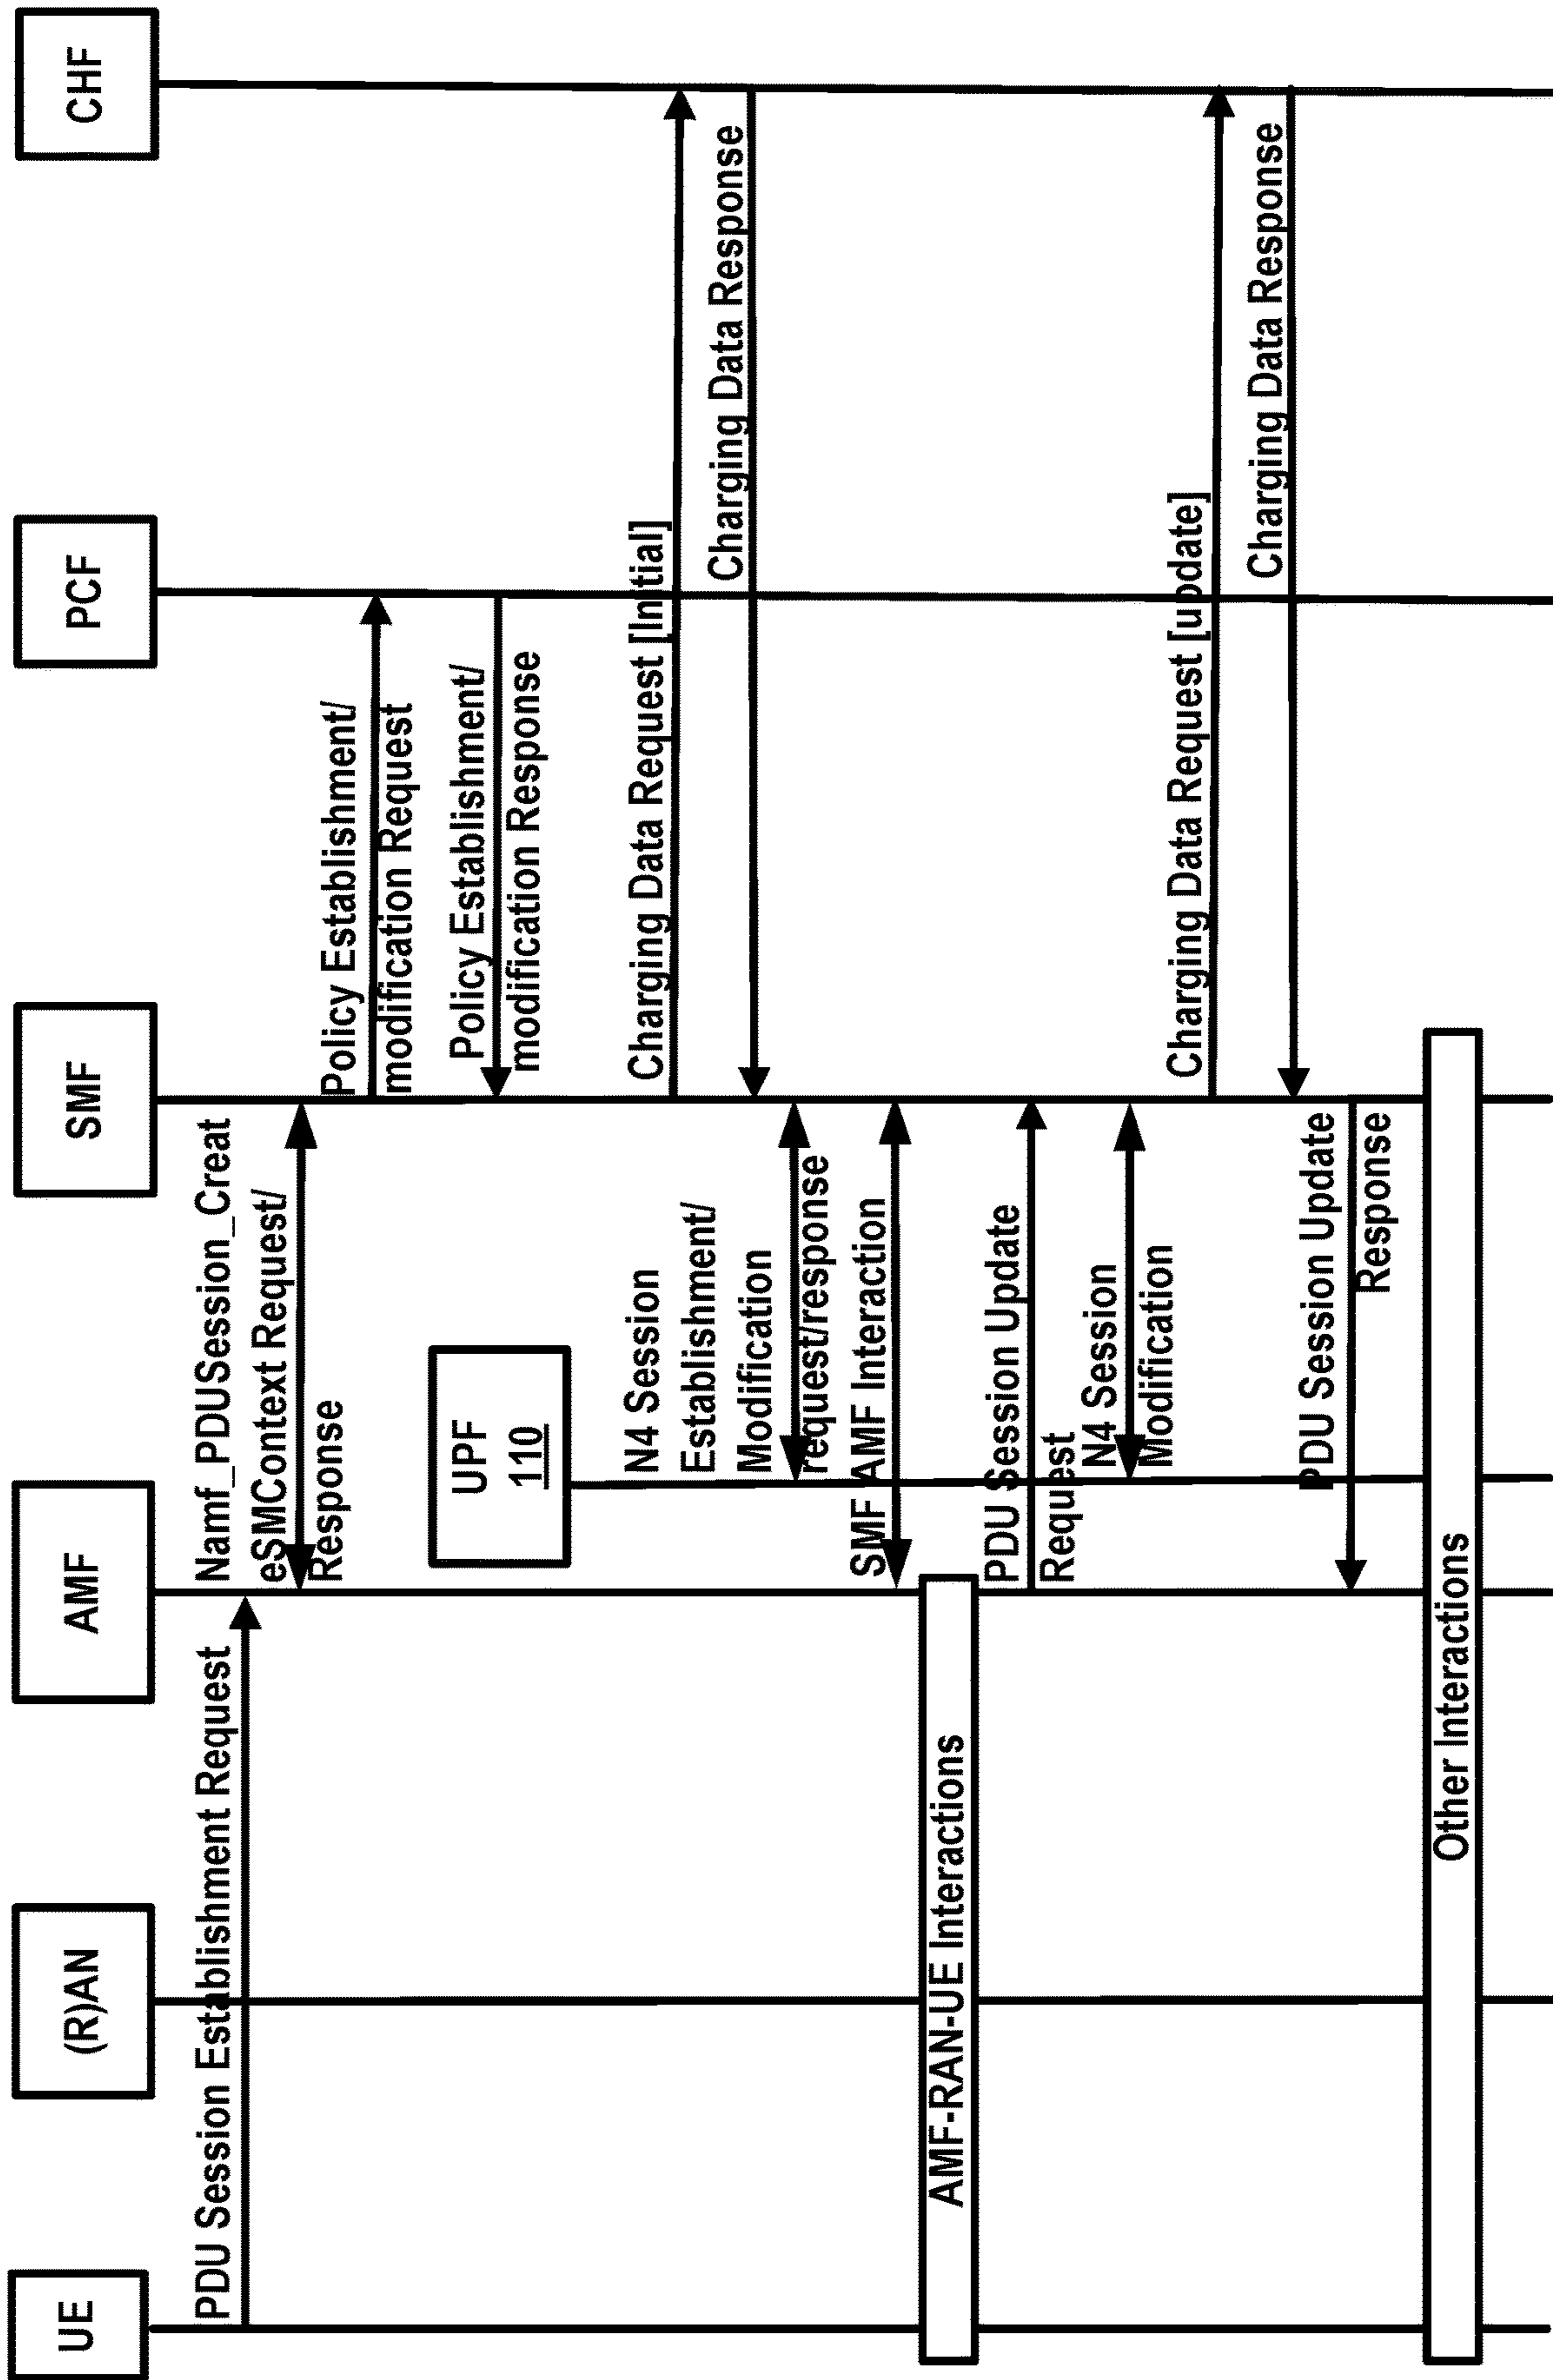 UE
(R)AN
AMF
SMF
PCF
CHF
PDU Session Establishment Request
Namf_PDUSession_Creat
eSMContext Request/
Response
Policy Establishment/
modification Request
UPF
110
Policy Establishment/
modification Response
N4 Session
Establishment/
Modification
request/response
Charging Data Request [Initial]
Charging Data Response
SMF AMF Interaction
AMF-RAN-UE Interactions
PDU Session Update
Request
N4 Session
Modification
Charging Data Request [update]
Charging Data Response
PDU Session Update
Response
Other Interactions